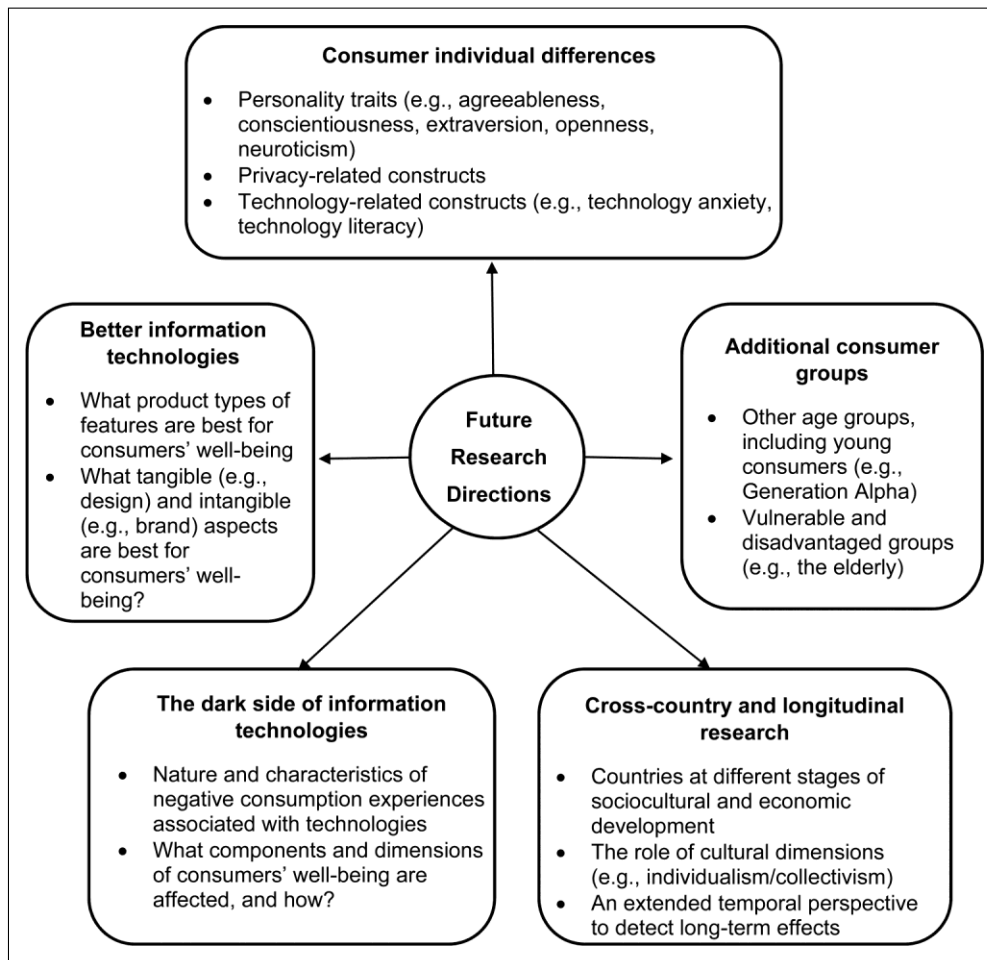 Consumer individual differences
• Personality traits (e.g., agreeableness,
conscientiousness, extraversion, openness,
neuroticism)
• Privacy-related constructs
• Technology-related constructs (e.g., technology anxiety,
technology literacy)
Better information
technologies
• What product types of
features are best for
consumers’ well-being
• What tangible (e.g.,
design) and intangible
(e.g., brand) aspects
are best for
consumers’ well-
being?
Future
Research
Directions
Additional consumer
groups
• Other age groups,
including young
consumers (e.g.,
Generation Alpha)
• Vulnerable and
disadvantaged groups
(e.g., the elderly)
The dark side of information
technologies
• Nature and characteristics of
negative consumption experiences
associated with technologies
• What components and dimensions
of consumers’ well-being are
affected, and how?
Cross-country and longitudinal
research
• Countries at different stages of
sociocultural and economic
development
• The role of cultural dimensions
(e.g., individualism/collectivism)
• An extended temporal perspective
to detect long-term effects